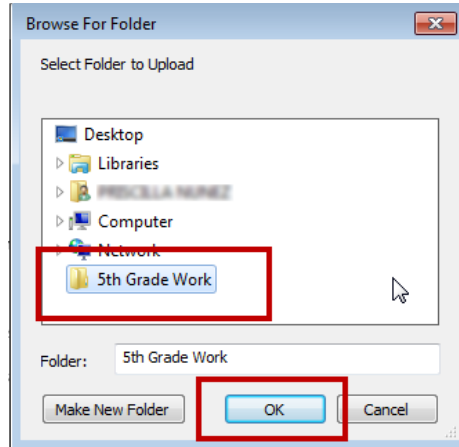 Browse For Folder
Select Folder to Upload
Desktop
Libraries
Computer
Network
5th Grade Work
Folder: 5th Grade Work
Make New Folder OK Cancel